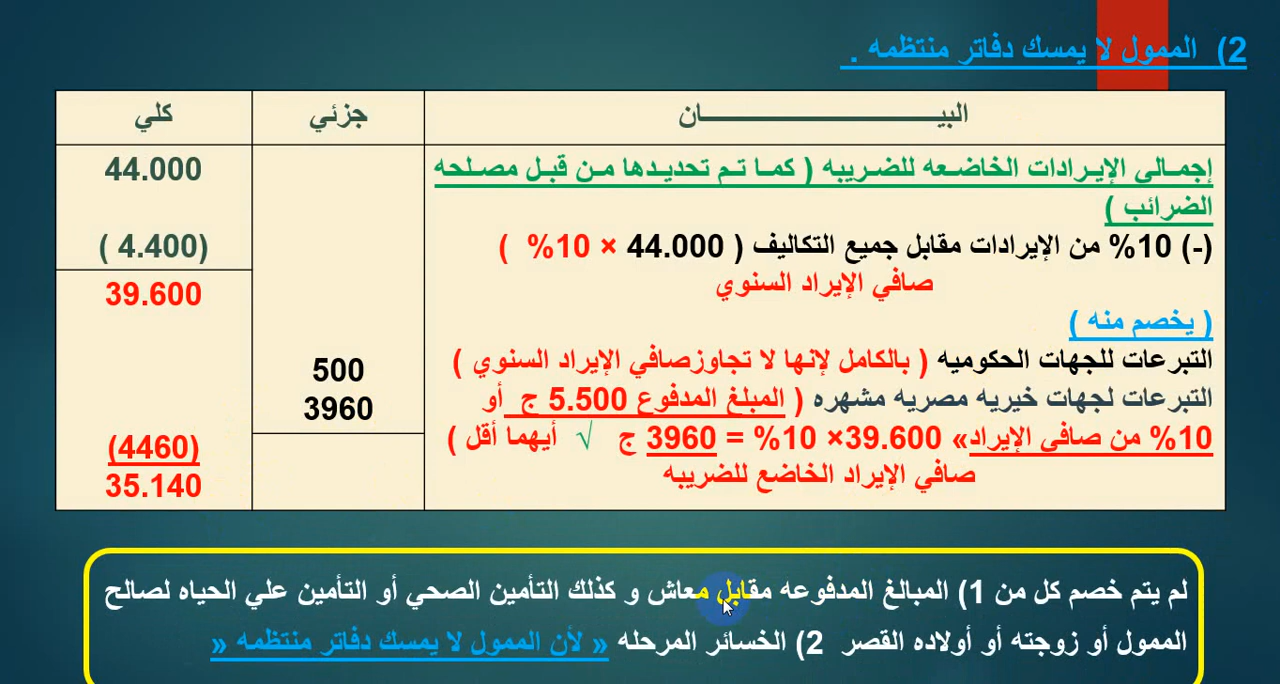 2) الممول لا يمسك دفاتر منتظمه .
البيـــــــــــــــان جزئي كلي
إجمالي الإيرادات الخاضعه للضريبه ( كما تم تحديدها من قبل مصلحه 44.000
الضرائب )
(-) 10% من الإيرادات مقابل جميع التكاليف ( 44.000 × 10% ) ( 4.400)
صافي الإيراد السنوي 39.600
( يخصم منه )
التبرعات للجهات الحكوميه ( بالكامل لإنها لا تجاوزصافي الإيراد السنوي ) 500
التبرعات لجهات خيريه مصريه مشهره ( المبلغ المدفوع 5.500 ج أو 3960
10% من صافي الإيراد» 39.600×10% = 3960 ج √ أيهما أقل ) (4460)
صافي الإيراد الخاضع للضريبه 35.140
لم يتم خصم كل من 1) المبالغ المدفوعه مقابل معاش و كذلك التأمين الصحي أو التأمين علي الحياه لصالح
الممول أو زوجته أو أولاده القصر 2) الخسائر المرحله « لأن الممول لا يمسك دفاتر منتظمه «